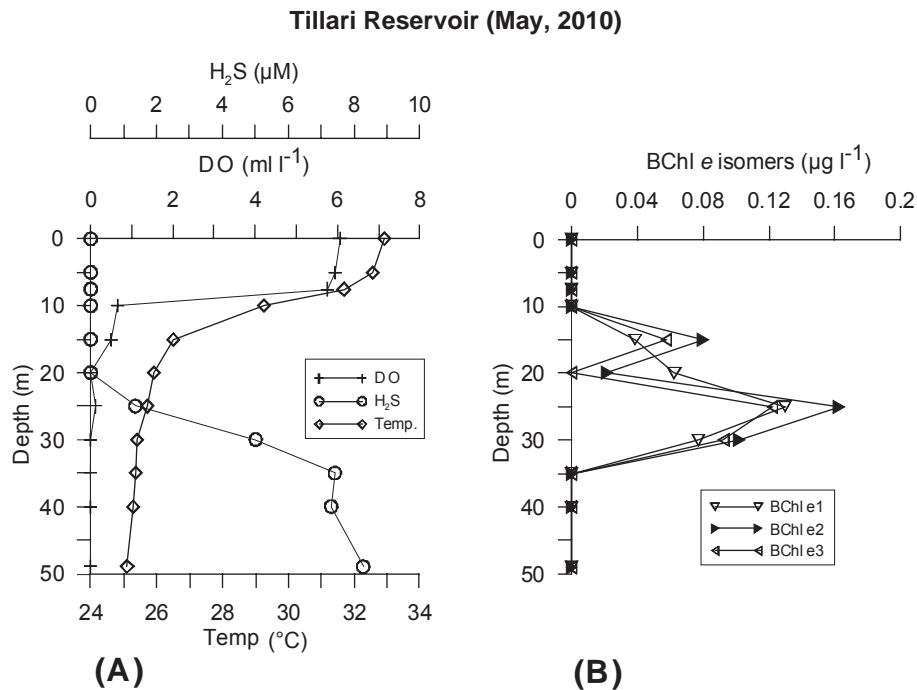 Tillari Reservoir (May, 2010)
H₂S (µM)
0 2 4 6 8 10
DO (ml l⁻¹)
0 2 4 6 8
Depth (m)
0
10
20
30
40
50
DO
H₂S
Temp.
24 26 28 30 32 34
Temp (°C)
(A)
BChl e isomers (µg l⁻¹)
0 0.04 0.08 0.12 0.16 0.2
Depth (m)
0
10
20
30
40
50
BChl e1
BChl e2
BChl e3
(B)